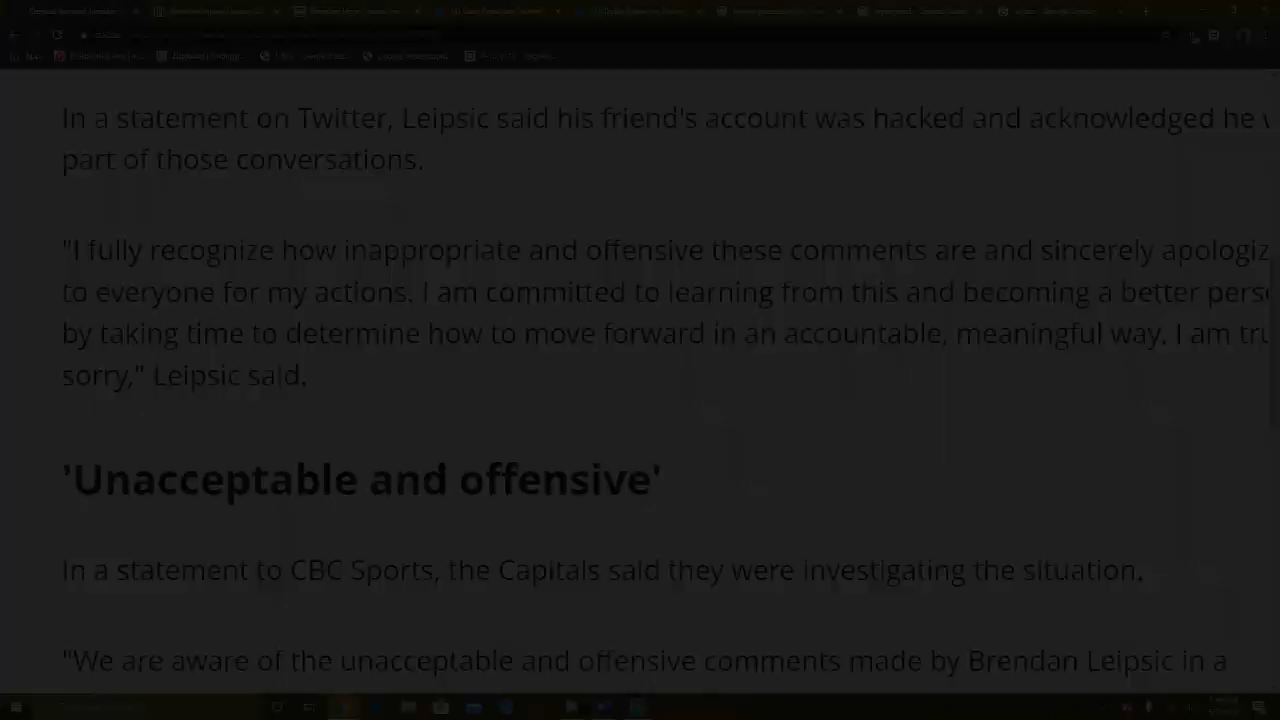 In a statement on Twitter, Leipsic said his friend's account was hacked and acknowledged he
part of those conversations.
"I fully recognize how inappropriate and offensive these comments are and sincerely apologiz
to everyone for my actions. I am committed to learning from this and becoming a better pers
by taking time to determine how to move forward in an accountable, meaningful way. I am tru
sorry," Leipsic said.
'Unacceptable and offensive'
In a statement to CBC Sports, the Capitals said they were investigating the situation.
"We are aware of the unacceptable and offensive comments made by Brendan Leipsic in a